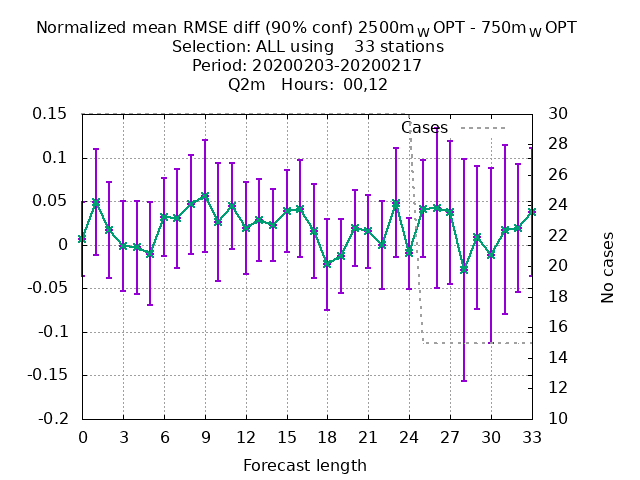 Normalized mean RMSE diff (90% conf) 2500m_W OPT - 750m_W OPT
Selection: ALL using    33 stations
Period: 20200203-20200217
Q2m   Hours:  00,12
0.15
0.1
0.05
0
-0.05
-0.1
-0.15
-0.2
Cases
30
28
26
24
22
20
18
16
14
12
10
No cases
0 3 6 9 12 15 18 21 24 27 30 33
Forecast length